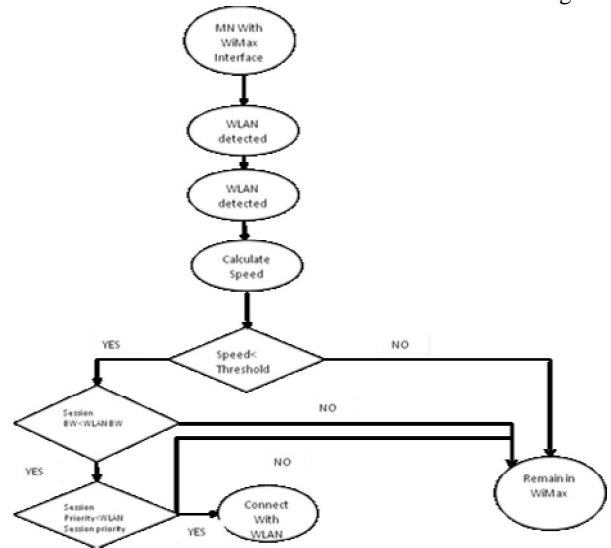 MN With
WiMax
Interface
WLAN
detected
WLAN
detected
Calculate
Speed
YES
Speed<
Threshold
NO
Session
BW<WLAN BW
NO
YES
NO
Remain in
WiMax
Session
Priority<WLAN
Session priority
YES
Connect
With
WLAN